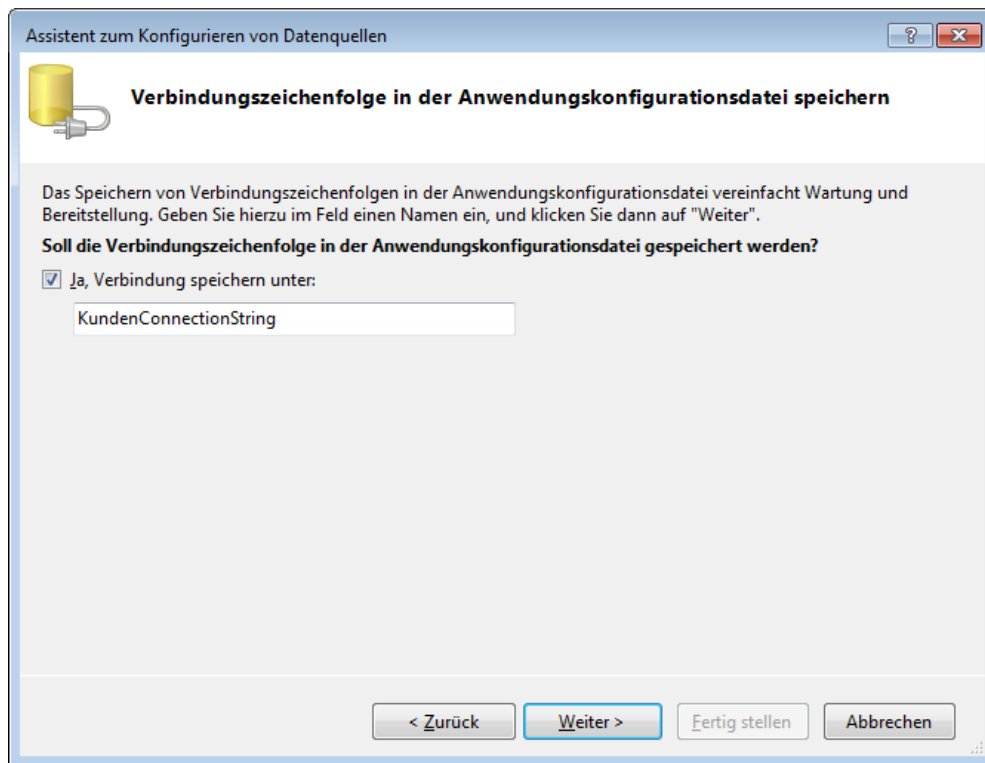 Assistent zum Konfigurieren von Datenquellen
Verbindungszeichenfolge in der Anwendungskonfigurationsdatei speichern
Das Speichern von Verbindungszeichenfolgen in der Anwendungskonfigurationsdatei vereinfacht Wartung und
Bereitstellung. Geben Sie hierzu im Feld einen Namen ein, und klicken Sie dann auf "Weiter".
Soll die Verbindungszeichenfolge in der Anwendungskonfigurationsdatei gespeichert werden?
Ja, Verbindung speichern unter:
KundenConnectionString
< Zurück Weiter > Fertig stellen Abbrechen